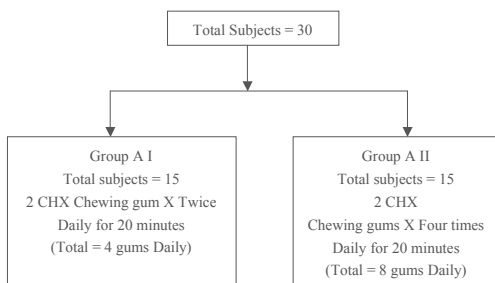 Total Subjects = 30
Group A I
Total subjects = 15
2 CHX Chewing gum X Twice
Daily for 20 minutes
(Total = 4 gums Daily)
Group A II
Total subjects = 15
2 CHX
Chewing gums X Four times
Daily for 20 minutes
(Total = 8 gums Daily)